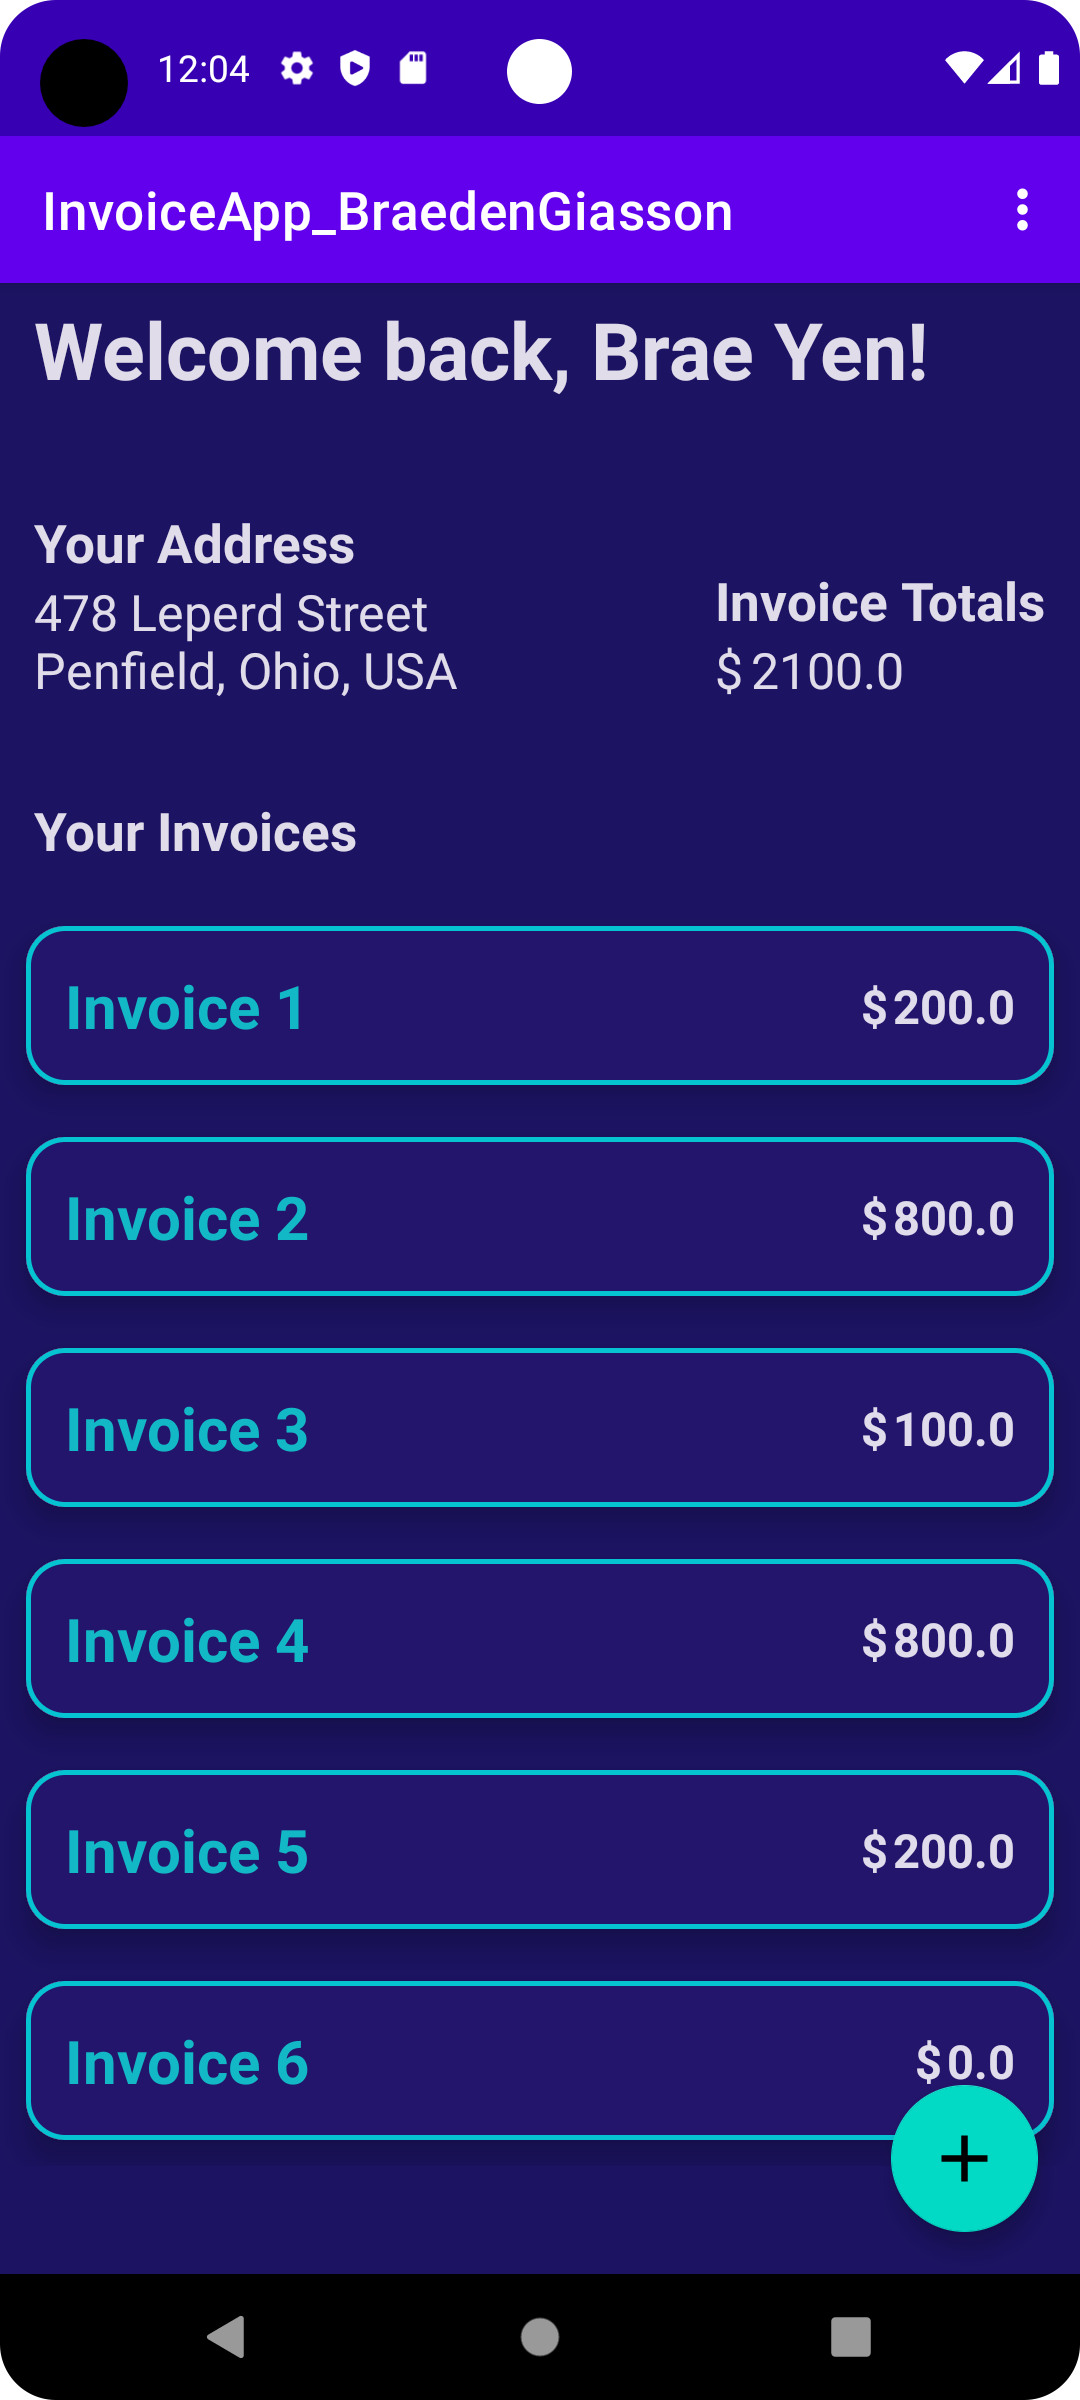 12:04
InvoiceApp_BraedenGiasson
Welcome back, Brae Yen!
Your Address
478 Leperd Street
Penfield, Ohio, USA
Invoice Totals
$ 2100.0
Your Invoices
Invoice 1 $ 200.0
Invoice 2 $ 800.0
Invoice 3 $ 100.0
Invoice 4 $ 800.0
Invoice 5 $ 200.0
Invoice 6 $ 0.0